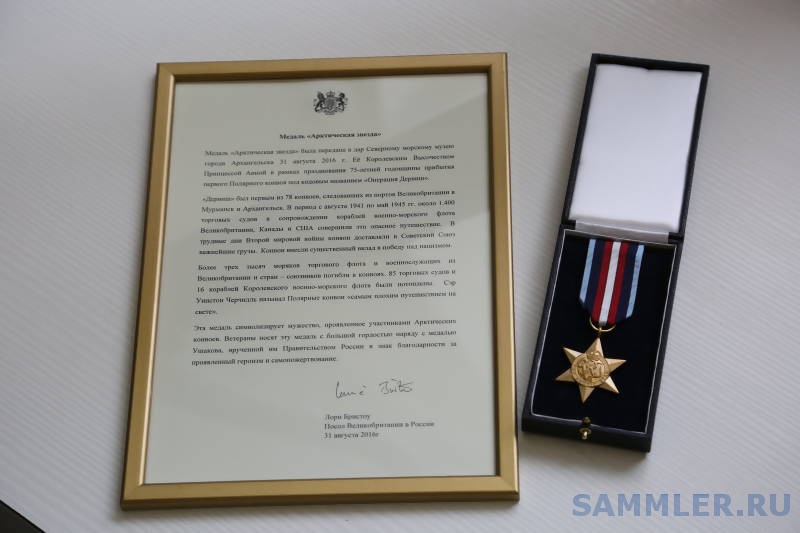 Медаль «Арктическая звезда»
Медаль «Арктическая звезда» была передана в дар Северному морскому музею
города Архангельска 31 августа 2016 г. Её Королевским Высочеством
Принцессой Анной в рамках празднования 75-летней годовщины прибытия
первого Полярного конвоя под кодовым названием «Операция Дервиш».
«Дервиш» был первым из 78 конвоев, следовавших из портов Великобритании в
Мурманск и Архангельск. В период с августа 1941 по май 1945 гг. около 1,400
торговых судов в сопровождении кораблей военно-морского флота
Великобритании, Канады и США совершили это опасное путешествие. В
трудные дни Второй мировой войны конвои доставляли в Советский Союз
важнейшие грузы. Конвои внесли существенный вклад в победу над нацизмом.
Более трех тысяч моряков торгового флота и военнослужащих из
Великобритании и стран – союзников погибли в конвоях. 85 торговых судов и
16 кораблей Королевского военно-морского флота были потоплены. Сэр
Уинстон Черчилль называл Полярные конвои «самым плохим путешествием на
свете».
Эта медаль символизирует мужество, проявленное участниками Арктических
конвоев. Ветераны носят эту медаль с большой гордостью наряду с медалью
Ушакова, врученной им Правительством России в знак благодарности за
проявленный героизм и самопожертвование.
Лори Бристоу
Посол Великобритании в России
31 августа 2016г
SAMMLER.RU